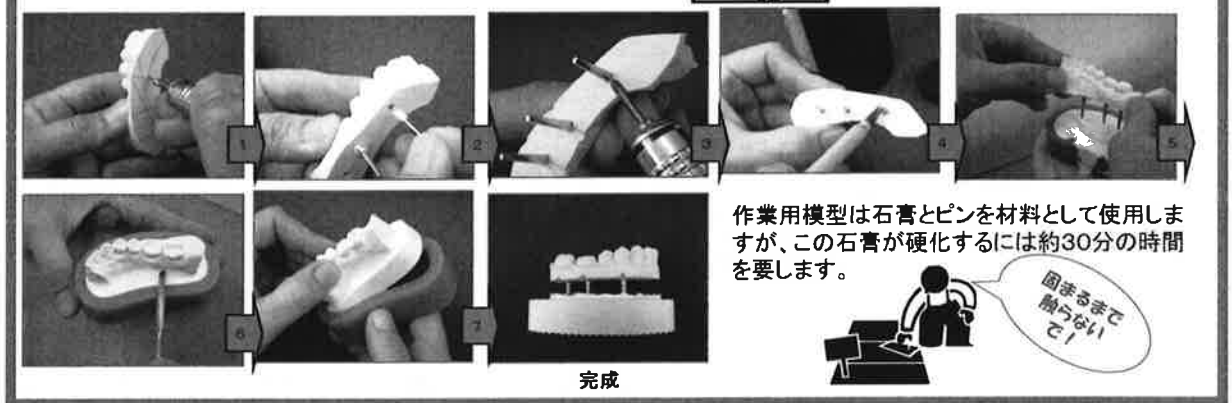 1
2
3
4
5
6
7
完成
作業用模型は石膏とピンを材料として使用しま
すが、この石膏が硬化するには約30分の時間
を要します。
固まるまで
触らない
で！